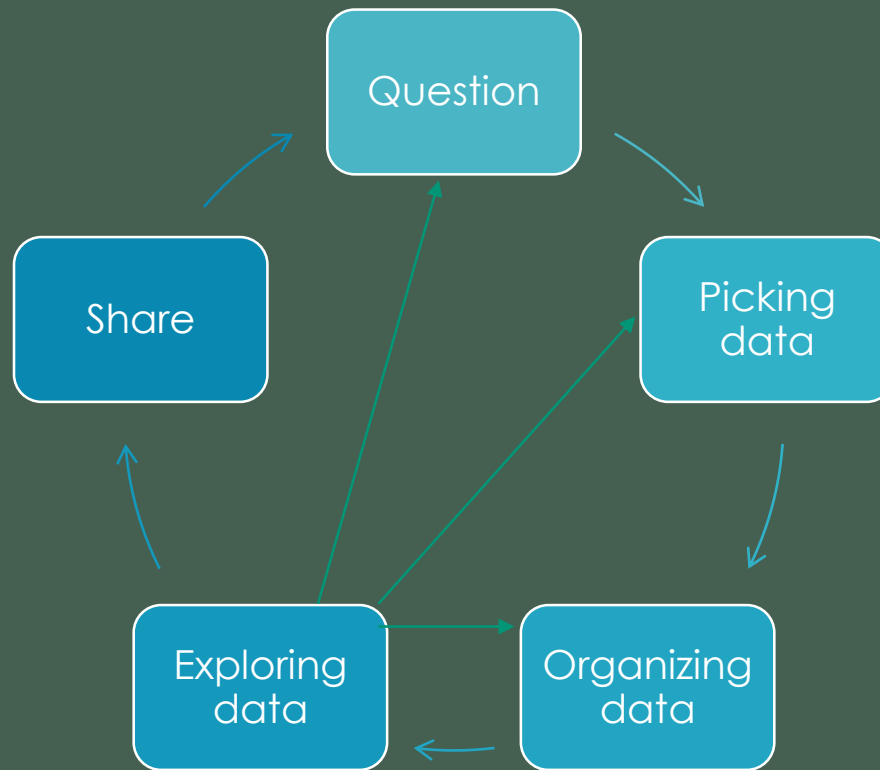 Question
Picking
data
Organizing
data
Exploring
data
Share